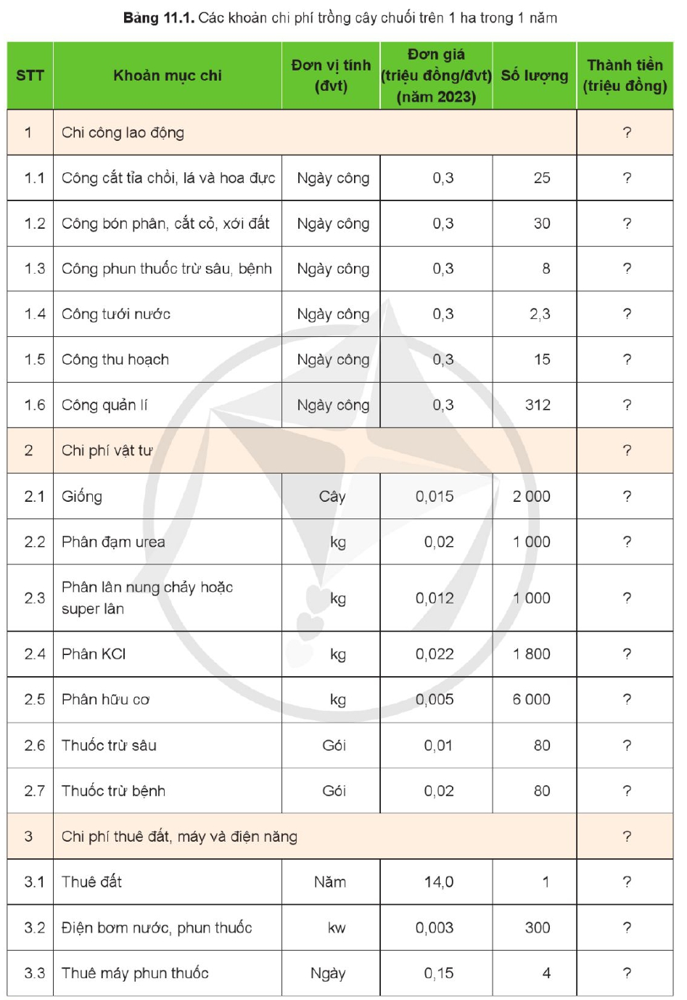 Bảng 11.1. Các khoản chi phí trồng cây chuối trên 1 ha trong 1 năm
STT Khoản mục chi Đơn vị tính (đvt) Đơn giá (triệu đồng/đvt) (năm 2023) Số lượng Thành tiền (triệu đồng)
1 Chi công lao động ?
1.1 Công cắt tỉa chồi, lá và hoa đực Ngày công 0,3 25 ?
1.2 Công bón phân, cắt cỏ, xới đất Ngày công 0,3 30 ?
1.3 Công phun thuốc trừ sâu, bệnh Ngày công 0,3 8 ?
1.4 Công tưới nước Ngày công 0,3 2,3 ?
1.5 Công thu hoạch Ngày công 0,3 15 ?
1.6 Công quản lí Ngày công 0,3 312 ?
2 Chi phí vật tư ?
2.1 Giống Cây 0,015 2 000 ?
2.2 Phân đạm urea kg 0,02 1 000 ?
2.3 Phân lân nung chảy hoặc super lân kg 0,012 1 000 ?
2.4 Phân KCl kg 0,022 1 800 ?
2.5 Phân hữu cơ kg 0,005 6 000 ?
2.6 Thuốc trừ sâu Gói 0,01 80 ?
2.7 Thuốc trừ bệnh Gói 0,02 80 ?
3 Chi phí thuê đất, máy và điện năng ?
3.1 Thuê đất Năm 14,0 1 ?
3.2 Điện bơm nước, phun thuốc kw 0,003 300 ?
3.3 Thuê máy phun thuốc Ngày 0,15 4 ?